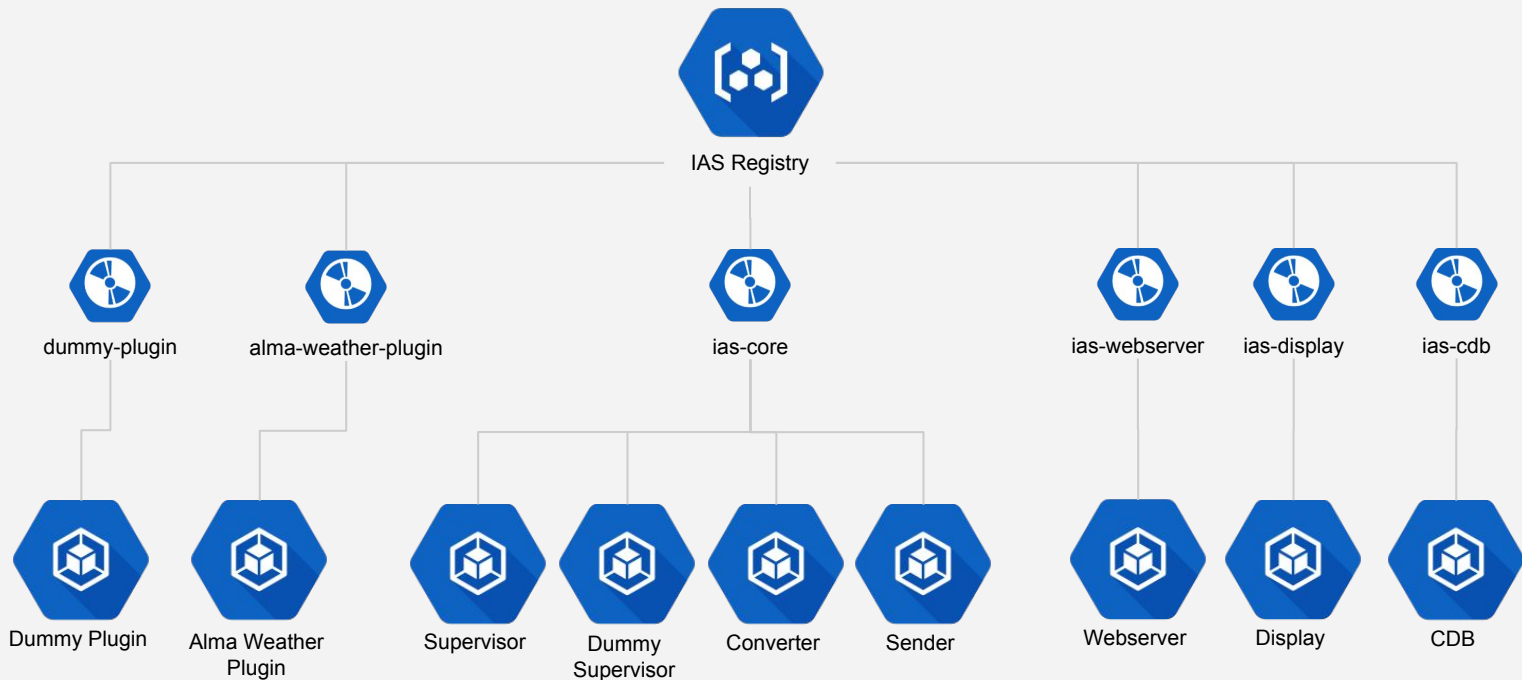 IAS Registry
dummy-plugin
alma-weather-plugin
ias-core
ias-webserver
ias-display
ias-cdb
Dummy Plugin
Alma Weather
Plugin
Supervisor
Dummy
Supervisor
Converter
Sender
Webserver
Display
CDB